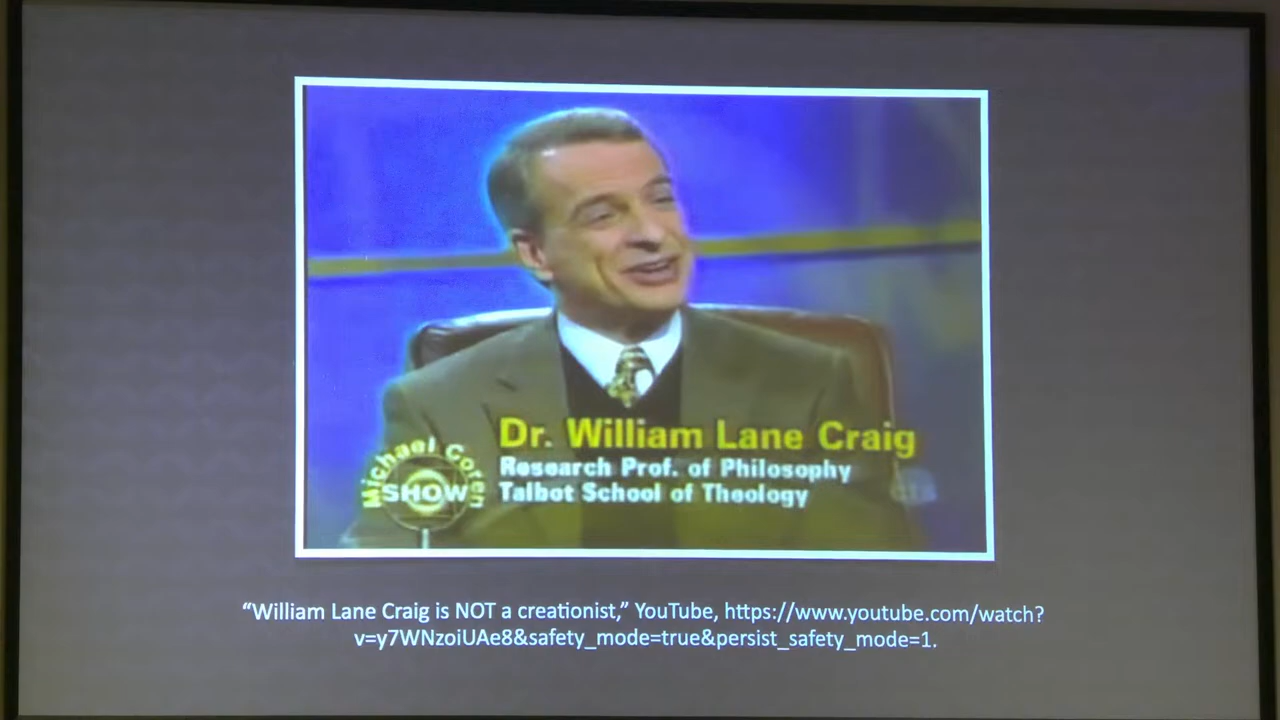 Dr. William Lane Craig
Research Prof. of Philosophy
Talbot School of Theology
Michael Coren
SHOW
“William Lane Craig is NOT a creationist,” YouTube, https://www.youtube.com/watch?
v=y7WNzoiUAe8&safety_mode=true&persist_safety_mode=1.